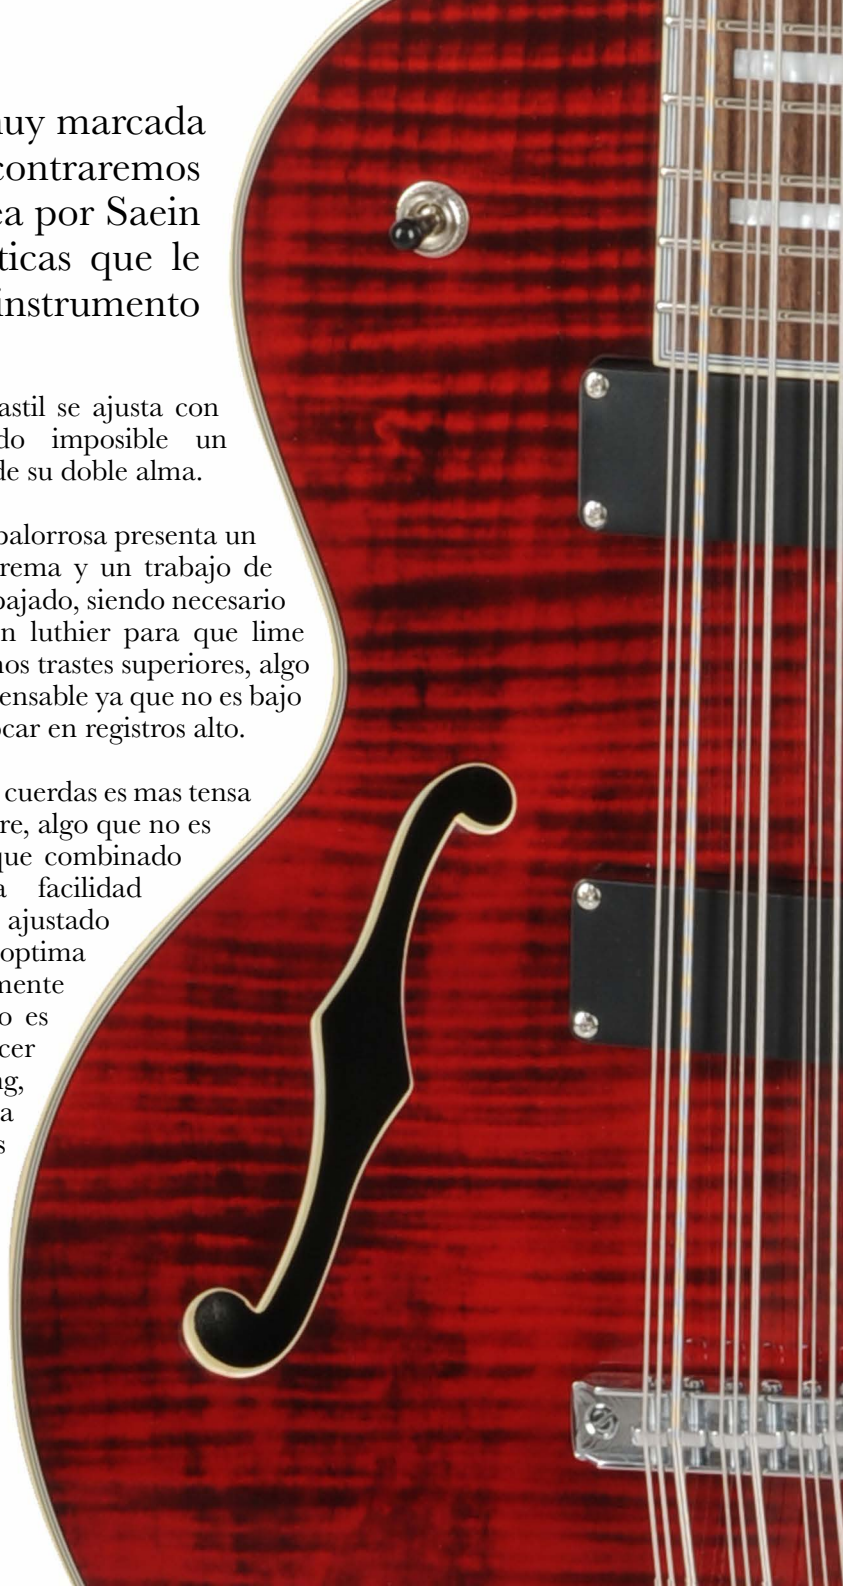 uy marcada
contraremos
a por Saein
ticas que le
instrumento
astil se ajusta con
do imposible un
de su doble alma.
palorrosa presenta un
rema y un trabajo de
bajado, siendo necesario
n luthier para que lime
nos trastes superiores, algo
ensable ya que no es bajo
car en registros alto.
cuerdas es mas tensa
re, algo que no es
que combinado
a facilidad
ajustado
optima
mente
o es
cer
g,
a
s